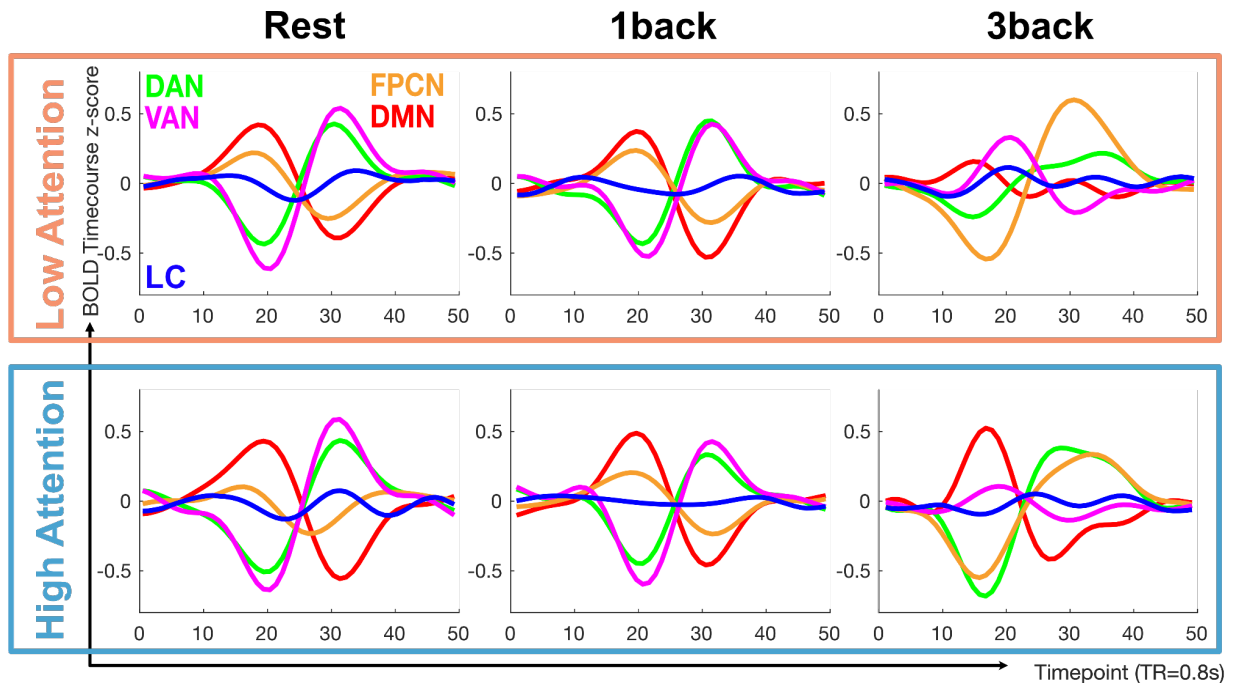 Rest 1back 3back
Low Attention
BOLD Timecourse z-score
DAN FPCN
VAN DMN
LC
0.5 0.5 0.5
0 0 0
-0.5 -0.5 -0.5
0 10 20 30 40 50 0 10 20 30 40 50 0 10 20 30 40 50
High Attention
0.5 0.5 0.5
0 0 0
-0.5 -0.5 -0.5
0 10 20 30 40 50 0 10 20 30 40 50 0 10 20 30 40 50
Timepoint (TR=0.8s)